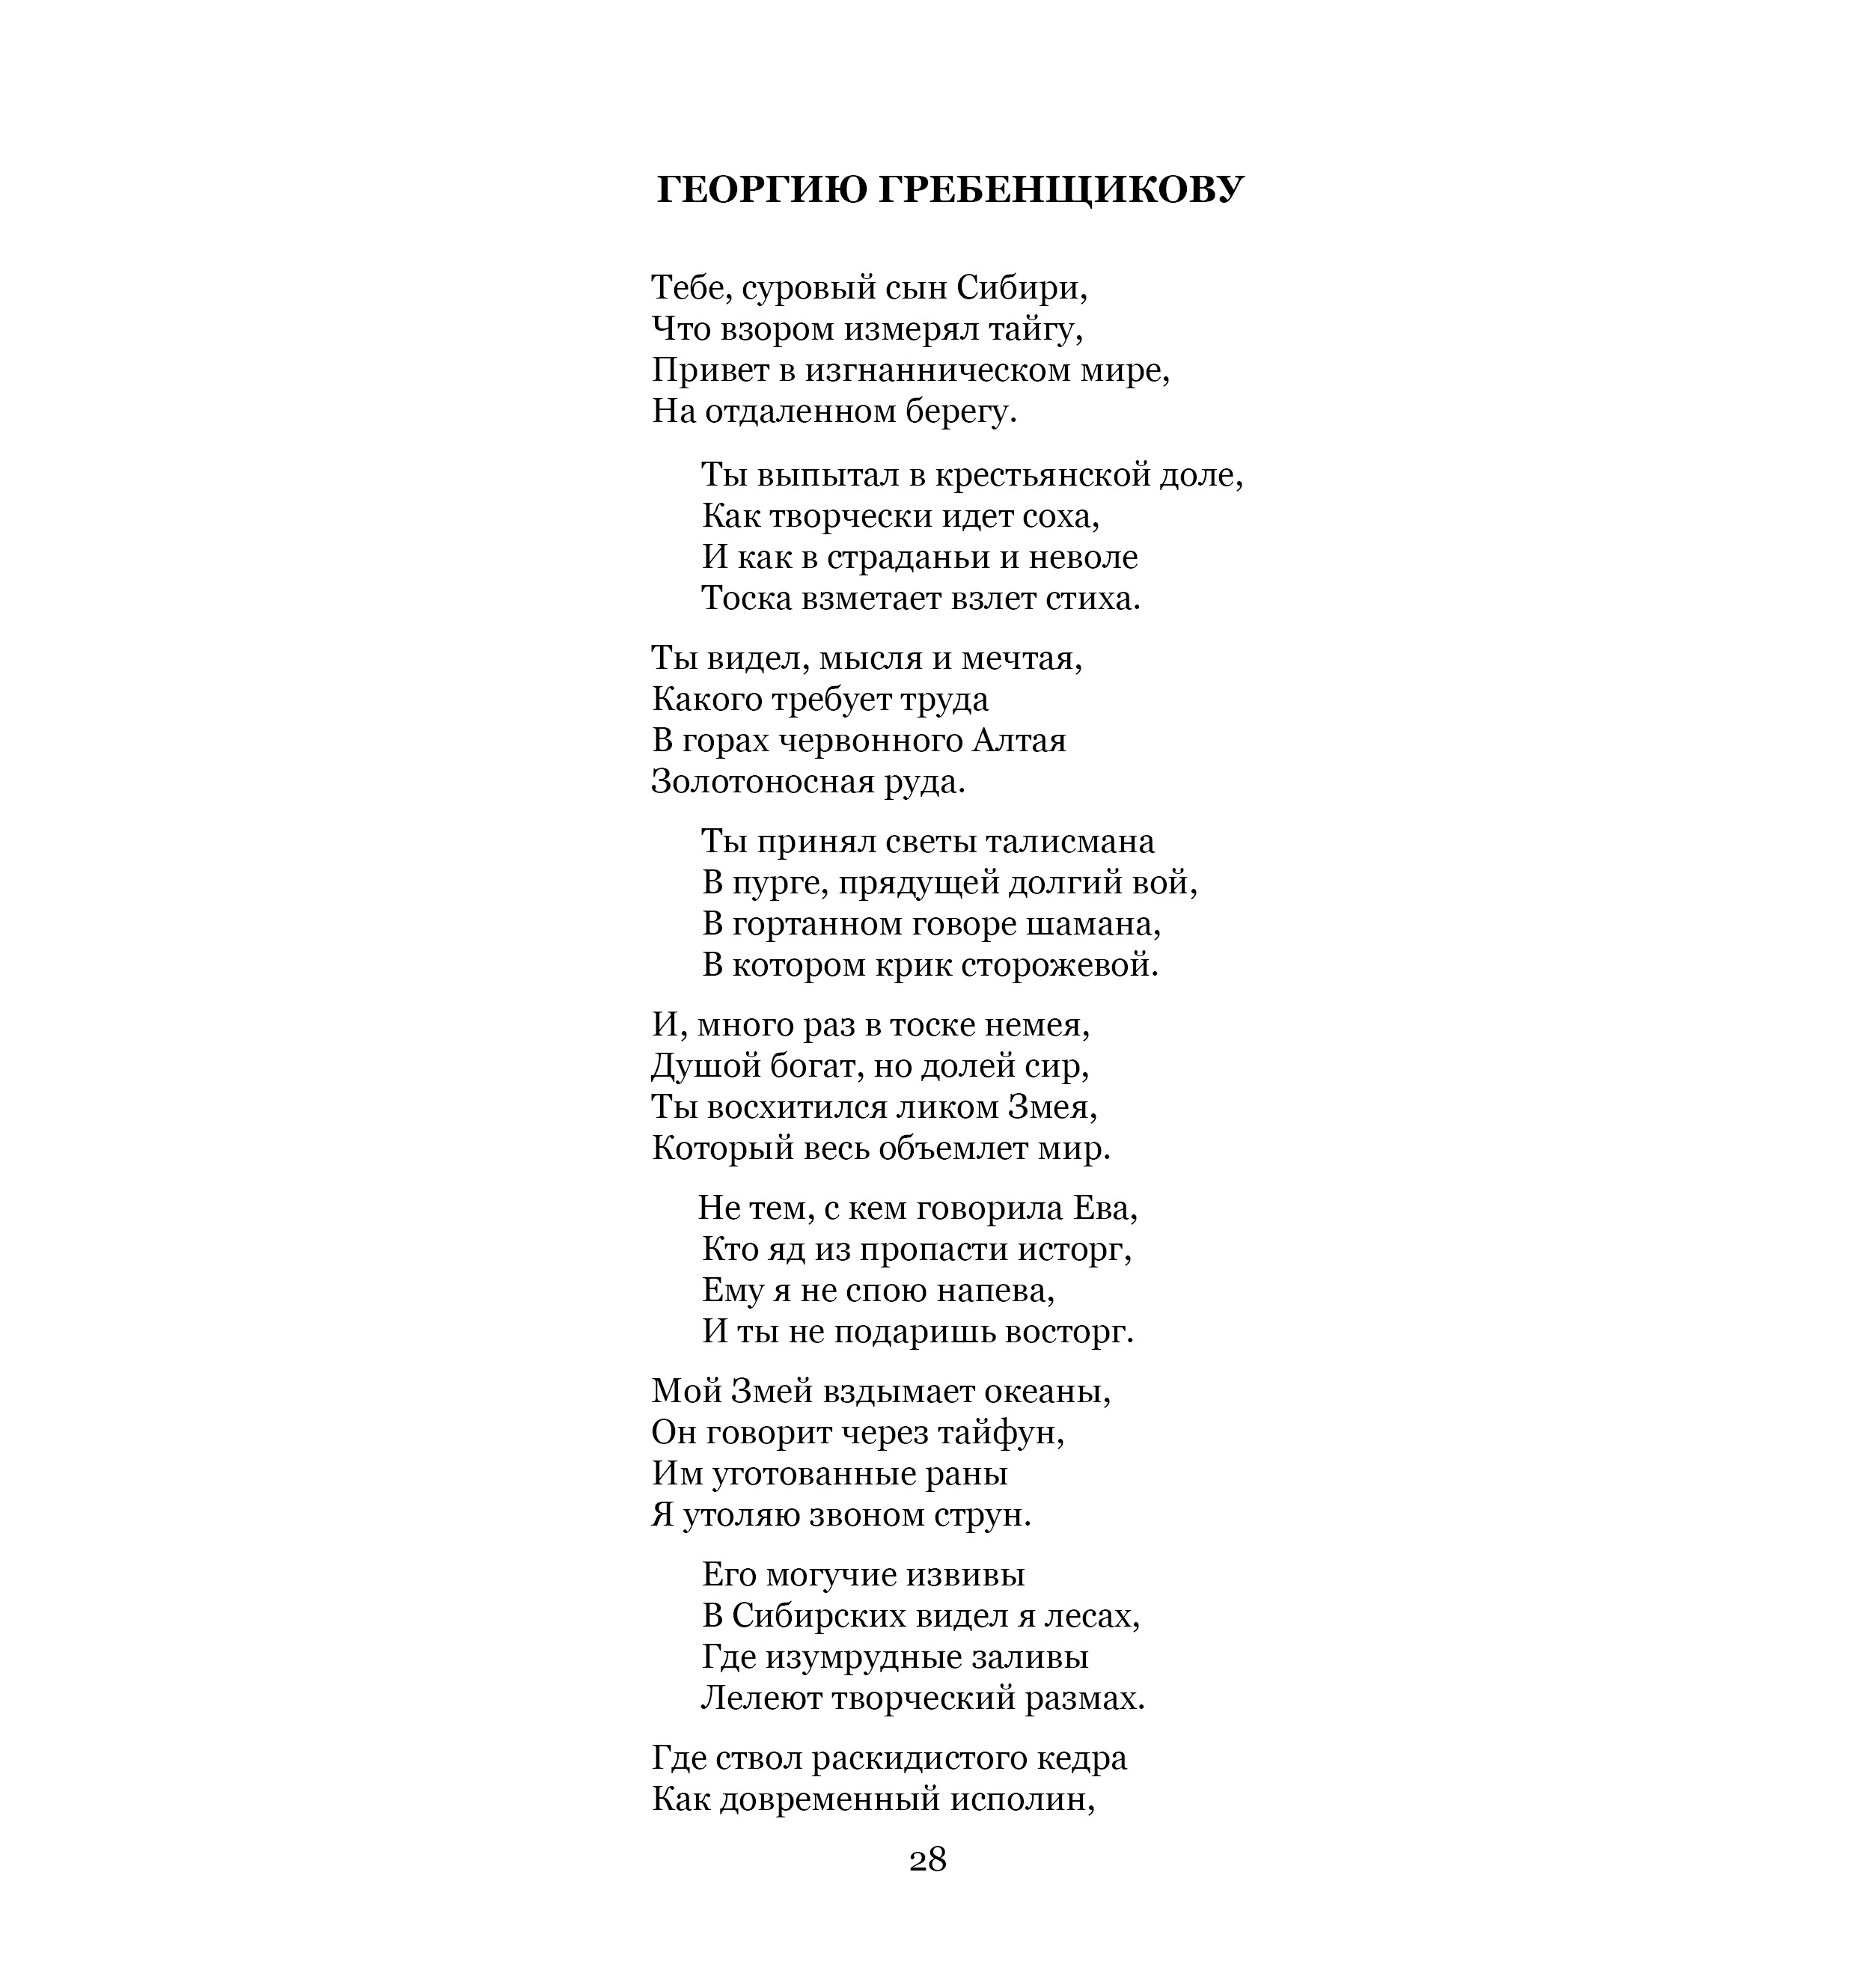 ГЕОРГИЮ ГРЕБЕНЩИКОВУ
Тебе, суровый сын Сибири,
Что взором измерял тайгу,
Привет в изгнанническом мире,
На отдаленном берегу.
Ты выпытал в крестьянской доле,
Как творчески идет соха,
И как в страданьи и неволе
Тоска взметает взлет стиха.
Ты видел, мысля и мечтая,
Какого требует труда
В горах червонного Алтая
Золотоносная руда.
Ты принял светы талисмана
В пурге, прядущей долгий вой,
В гортанном говоре шамана,
В котором крик сторожевой.
И, много раз в тоске немея,
Душой богат, но долей сир,
Ты восхитился ликом Змея,
Который весь объемлет мир.
Не тем, с кем говорила Ева,
Кто яд из пропасти исторг,
Ему я не спою напева,
И ты не подаришь восторг.
Мой Змей вздымает океаны,
Он говорит через тайфун,
Им уготованные раны
Я утоляю звоном струн.
Его могучие извивы
В Сибирских видел я лесах,
Где изумрудные заливы
Лелеют творческий размах.
Где ствол раскидистого кедра
Как довременный исполин,
28